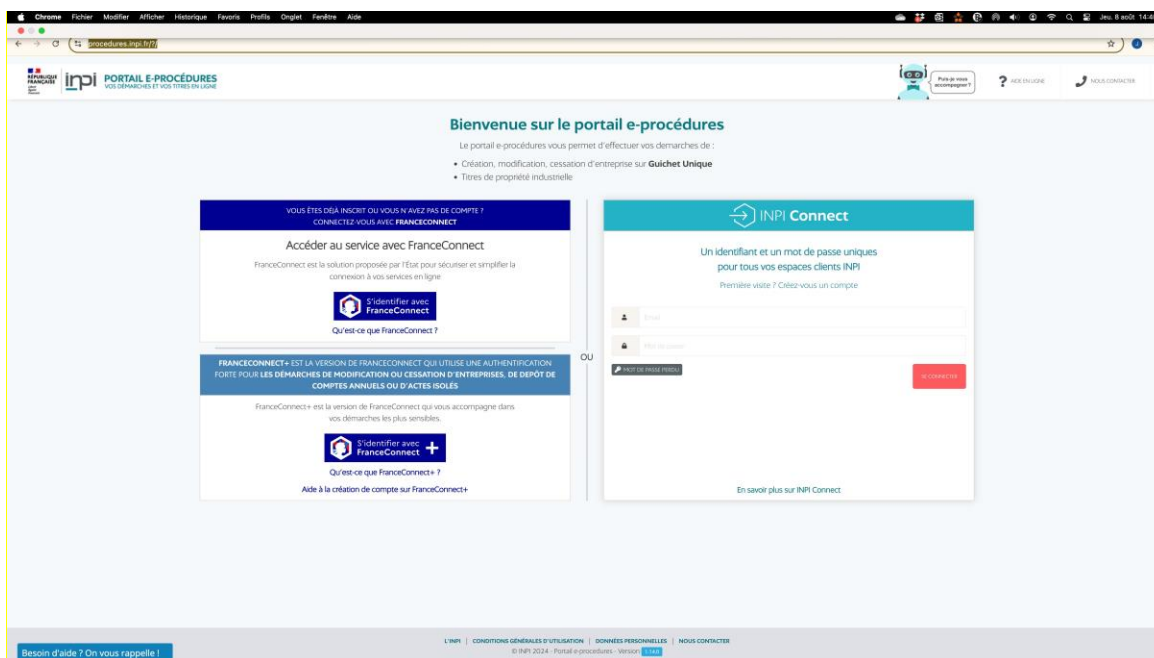 Chrome Fichier Modifier Afficher Historique Favoris Profils Onglet Fenêtre Aide
Jeu. 8 août 14:4
procedures.inpi.fr/?/
RÉPUBLIQUE
FRANÇAISE
inpi
PORTAIL E-PROCÉDURES
VOS DÉMARCHES ET VOS TITRES EN LIGNE
Puis-je vous
accompagner ?
? AIDE EN LIGNE
NOUS CONTACTER
Bienvenue sur le portail e-procédures
Le portail e-procédures vous permet d'effectuer vos demarches de :
• Création, modification, cessation d'entreprise sur Guichet Unique
• Titres de propriété industrielle
VOUS ÊTES DÉJÀ INSCRIT OU VOUS N'AVEZ PAS DE COMPTE ?
CONNECTEZ-VOUS AVEC FRANCECONNECT
Accéder au service avec FranceConnect
FranceConnect est la solution proposée par l'État pour sécuriser et simplifier la
connexion à vos services en ligne
S'identifier avec
FranceConnect
Qu'est-ce que FranceConnect ?
FRANCECONNECT+ EST LA VERSION DE FRANCECONNECT QUI UTILISE UNE AUTHENTIFICATION
FORTE POUR LES DÉMARCHES DE MODIFICATION OU CESSATION D'ENTREPRISES, DE DEPÔT DE
COMPTES ANNUELS OU D'ACTES ISOLÉS
FranceConnect+ est la version de FranceConnect qui vous accompagne dans
vos démarches les plus sensibles.
S'identifier avec
FranceConnect +
Qu'est-ce que FranceConnect+ ?
Aide à la création de compte sur FranceConnect+
OU
INPI Connect
Un identifiant et un mot de passe uniques
pour tous vos espaces clients INPI
Première visite ? Créez-vous un compte
Email
Mot de passe
MOT DE PASSE PERDU
SE CONNECTER
En savoir plus sur INPI Connect
L'INPI | CONDITIONS GÉNÉRALES D'UTILISATION | DONNÉES PERSONNELLES | NOUS CONTACTER
© INPI 2024 - Portail e-procedures - Version
Besoin d'aide ? On vous rappelle !